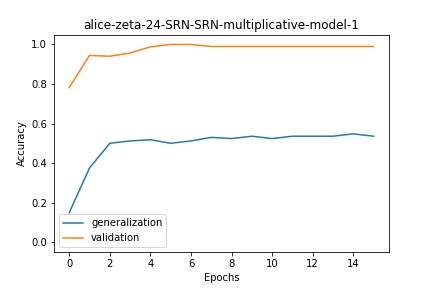 alice-zeta-24-SRN-SRN-multiplicative-model-1
1.0
0.8
0.6
0.4
0.2
0.0
Accuracy
generalization
validation
0 2 4 6 8 10 12 14
Epochs